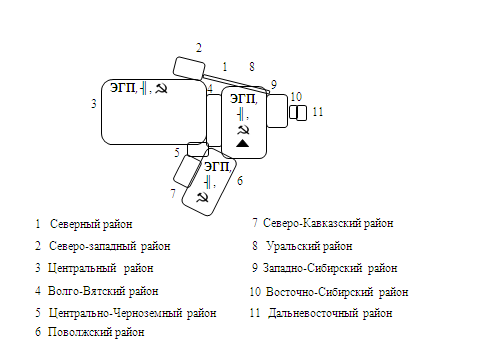 2
1 8
ЭГП, ╢, ☭
4
9
3
ЭГП,
╢,
☭
10
11
5
ЭГП,
╢,
☭
6
7
1 Северный район
2 Северо-западный район
3 Центральный район
4 Волго-Вятский район
5 Центрально-Черноземный район
6 Поволжский район
7 Северо-Кавказский район
8 Уральский район
9 Западно-Сибирский район
10 Восточно-Сибирский район
11 Дальневосточный район